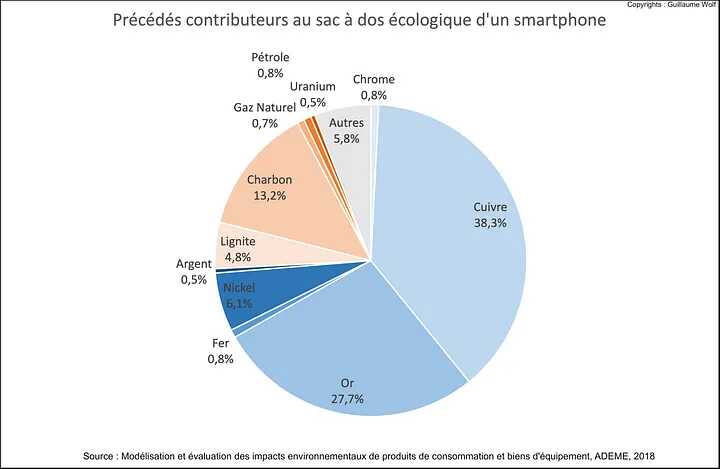 Copyrights : Guillaume Wolf
Précédés contributeurs au sac à dos écologique d'un smartphone
Pétrole
0,8%
Uranium
0,5%
Chrome
0,8%
Gaz Naturel
0,7%
Autres
5,8%
Charbon
13,2%
Cuivre
38,3%
Lignite
4,8%
Argent
0,5%
Nickel
6,1%
Fer
0,8%
Or
27,7%
Source : Modélisation et évaluation des impacts environnementaux de produits de consommation et biens d'équipement, ADEME, 2018